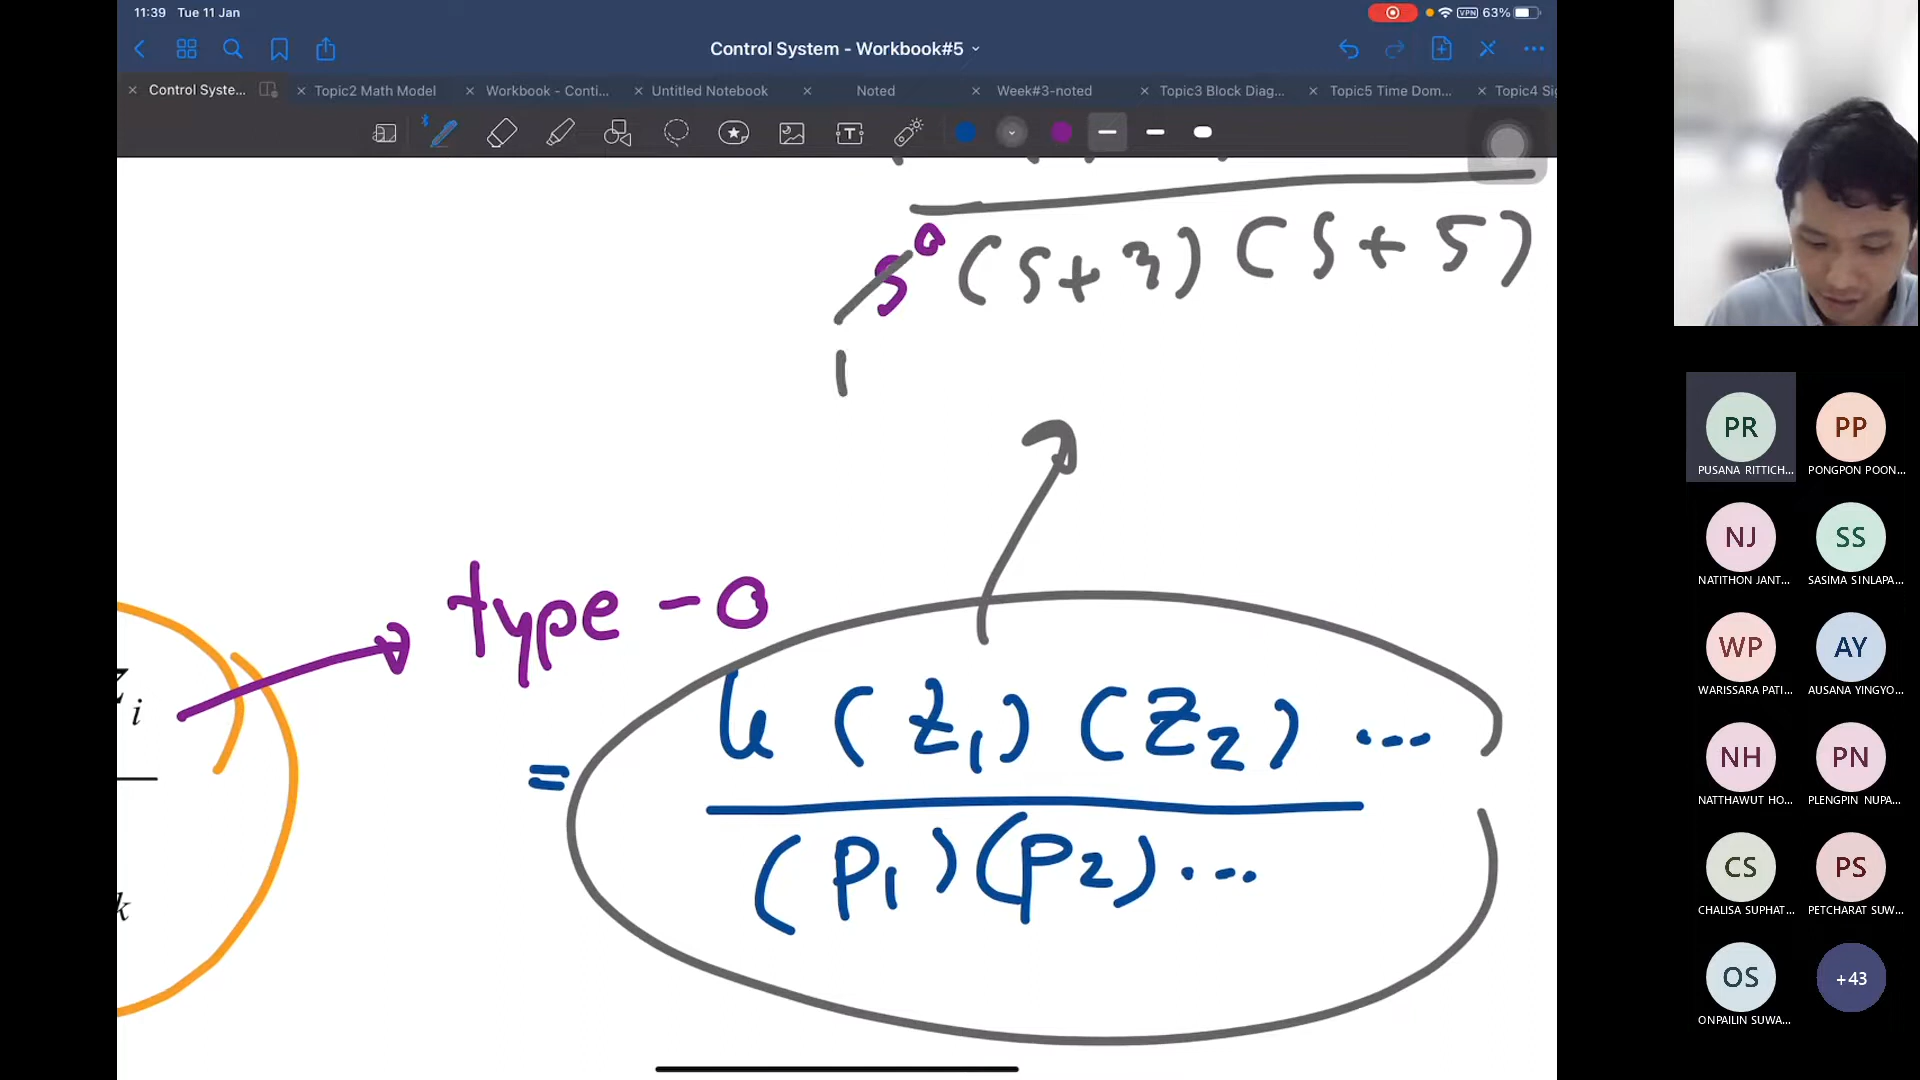 11:39 Tue 11 Jan
VPN 63%
Control System - Workbook#5
Control Syste...
Topic2 Math Model
Workbook - Conti...
Untitled Notebook
Noted
Week#3-noted
Topic3 Block Diag...
Topic5 Time Dom...
Topic4 Sig
s⁰ (s+3)(s+5)
1
type - 0
Zᵢ
k (z₁) (z₂) ...
=
(p₁)(p₂) ...
k
PR
PUSANA RITTICH...
PP
PONGPON POON...
NJ
NATITHON JANT...
SS
SASIMA SINLAPA...
WP
WARISSARA PATI...
AY
AUSANA YINGYO...
NH
NATTHAWUT HO...
PN
PLENGPIN NUPA...
CS
CHALISA SUPHAT...
PS
PETCHARAT SUW...
OS
ONPAILIN SUWA...
+43